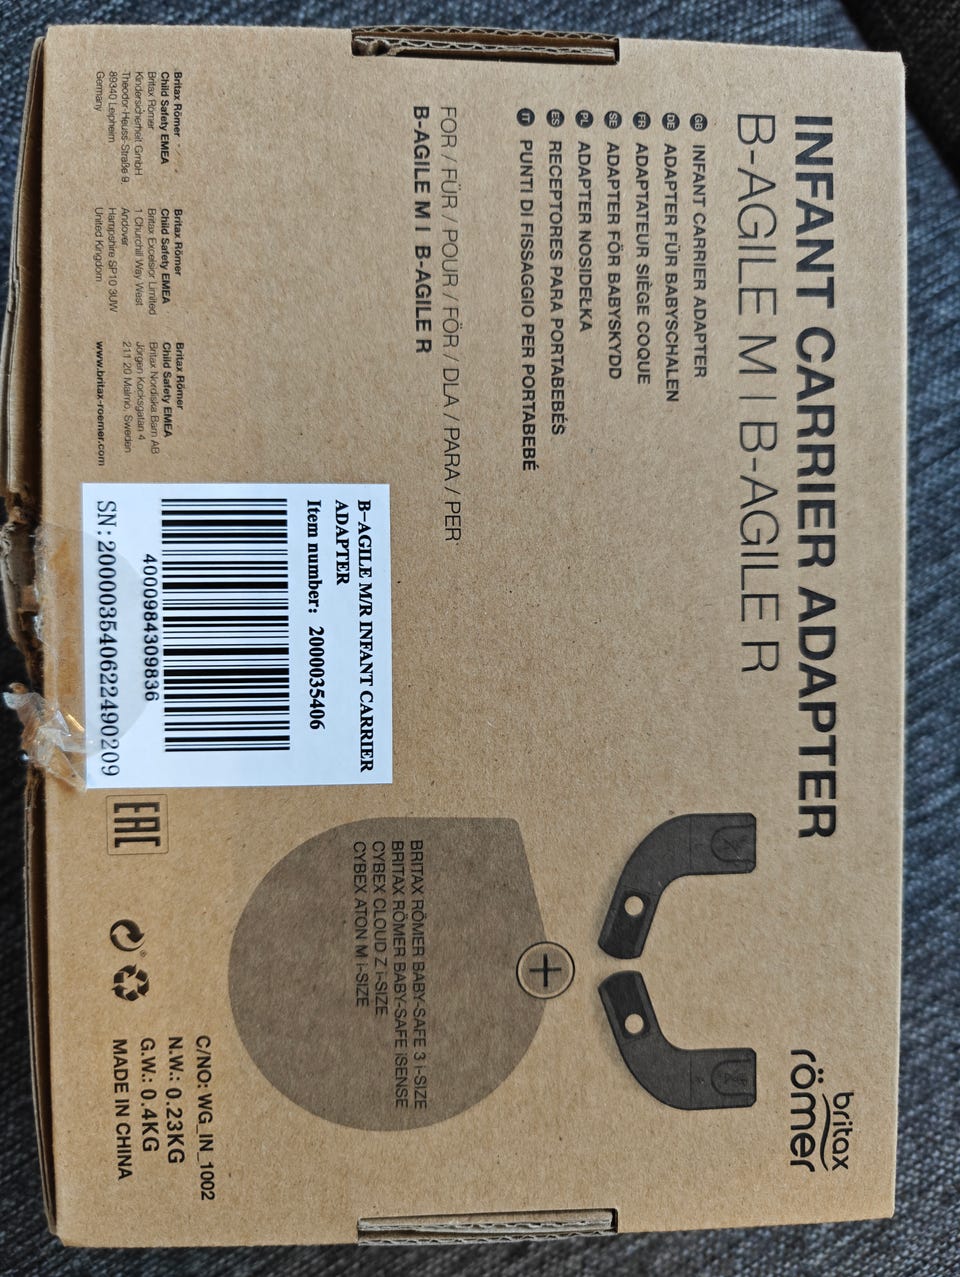 INFANT CARRIER ADAPTER
B-AGILE M | B-AGILE R
britax
römer
GB INFANT CARRIER ADAPTER
DE ADAPTER FÜR BABYSCHALEN
FR ADAPTATEUR SIÈGE COQUE
SE ADAPTER FÖR BABYSKYDD
PL ADAPTER NOSIDEŁKA
ES RECEPTORES PARA PORTABEBÉS
IT PUNTI DI FISSAGGIO PER PORTABEBÉ
FOR / FÜR / POUR / FÖR / DLA / PARA / PER
B-AGILE M | B-AGILE R
BRITAX RÖMER BABY-SAFE 3 i-SIZE
BRITAX RÖMER BABY-SAFE iSENSE
CYBEX CLOUD Z i-SIZE
CYBEX ATON M i-SIZE
B-AGILE M/R INFANT CARRIER
ADAPTER
Item number: 2000035406
4000984309836
SN:200003540622490209
Britax Römer
Child Safety EMEA
Britax Römer
Kindersicherheit GmbH
Theodor-Heuss-Straße 9
89340 Leipheim
Germany
Britax Römer
Child Safety EMEA
Britax Excelsior Limited
1 Churchill Way West
Andover
Hampshire SP10 3UW
United Kingdom
Britax Römer
Child Safety EMEA
Britax Nordiska Barn AB
Jörgen Kocksgatan 4
211 20 Malmö, Sweden
www.britax-roemer.com
EAC
C/NO: WG_IN_1002
N.W.: 0.23KG
G.W.: 0.4KG
MADE IN CHINA